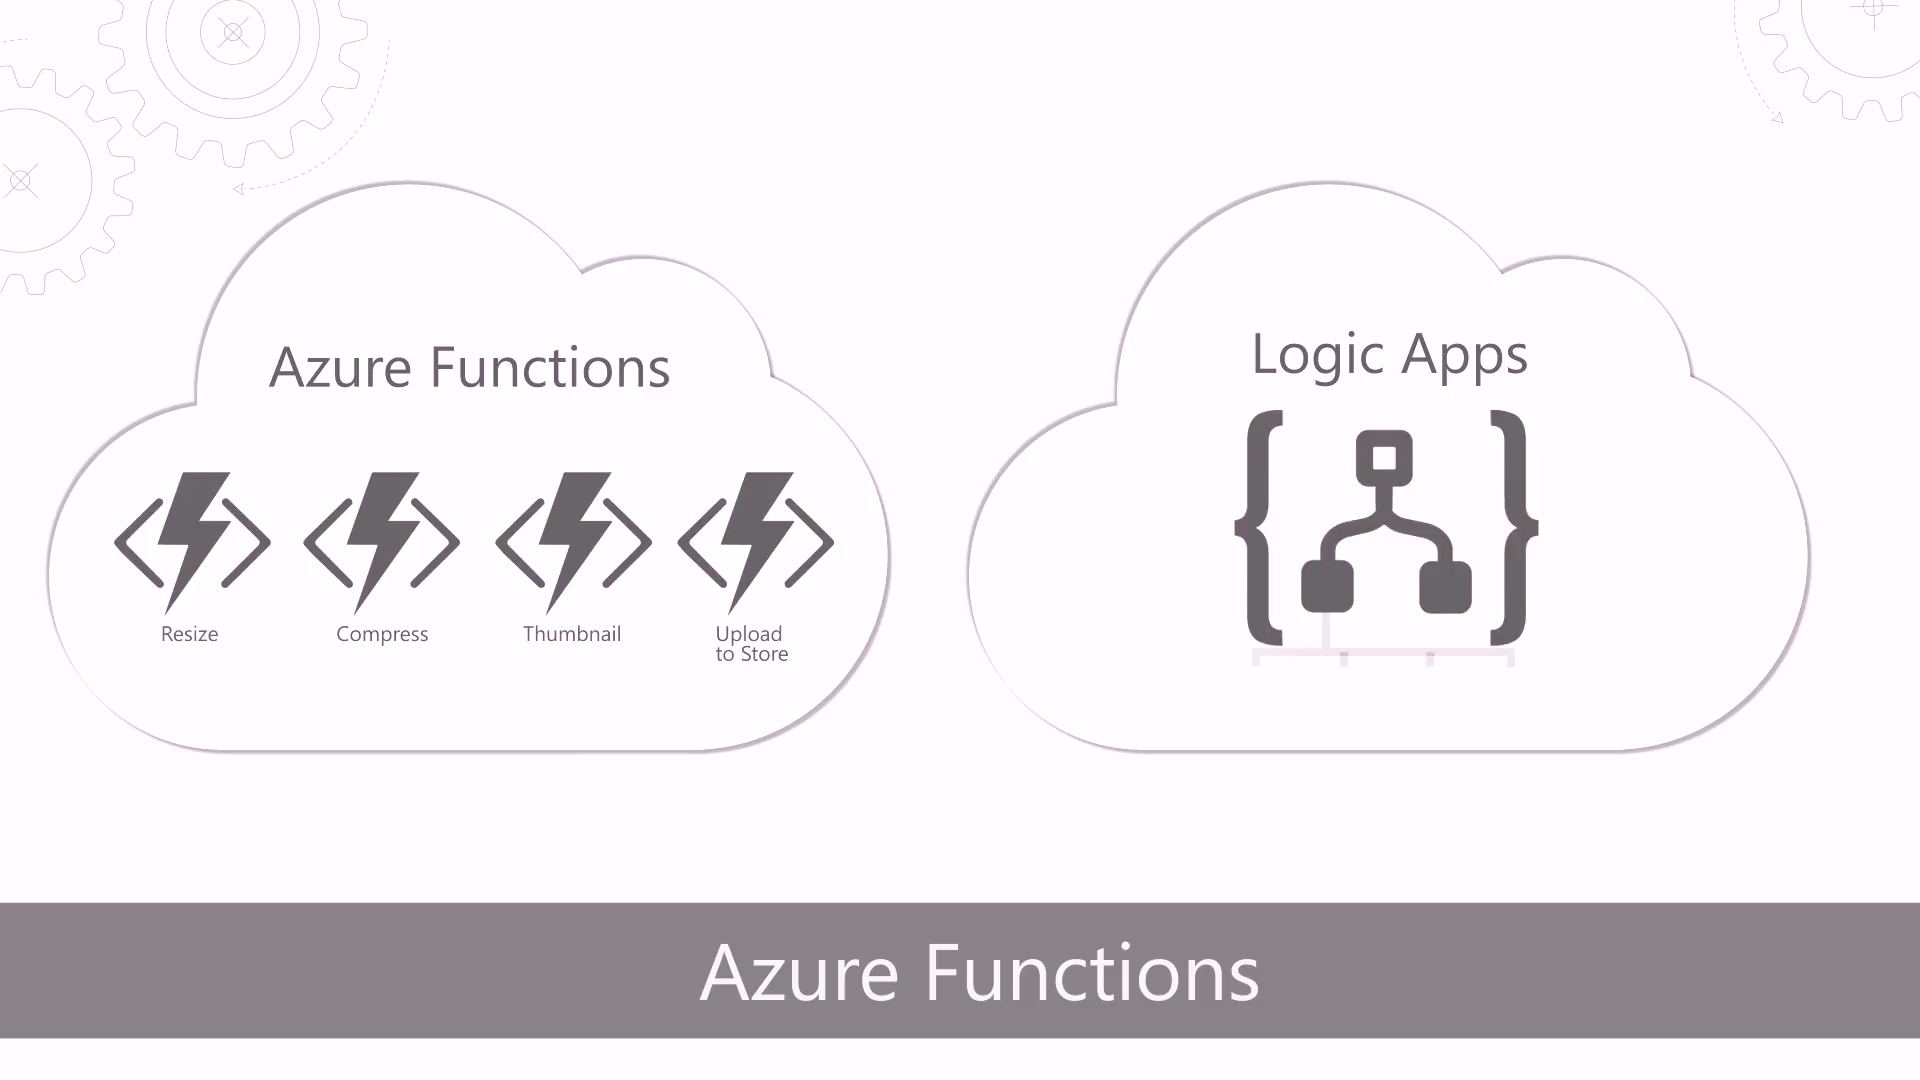 Azure Functions
Resize
Compress
Thumbnail
Upload
to Store
Logic Apps
Azure Functions